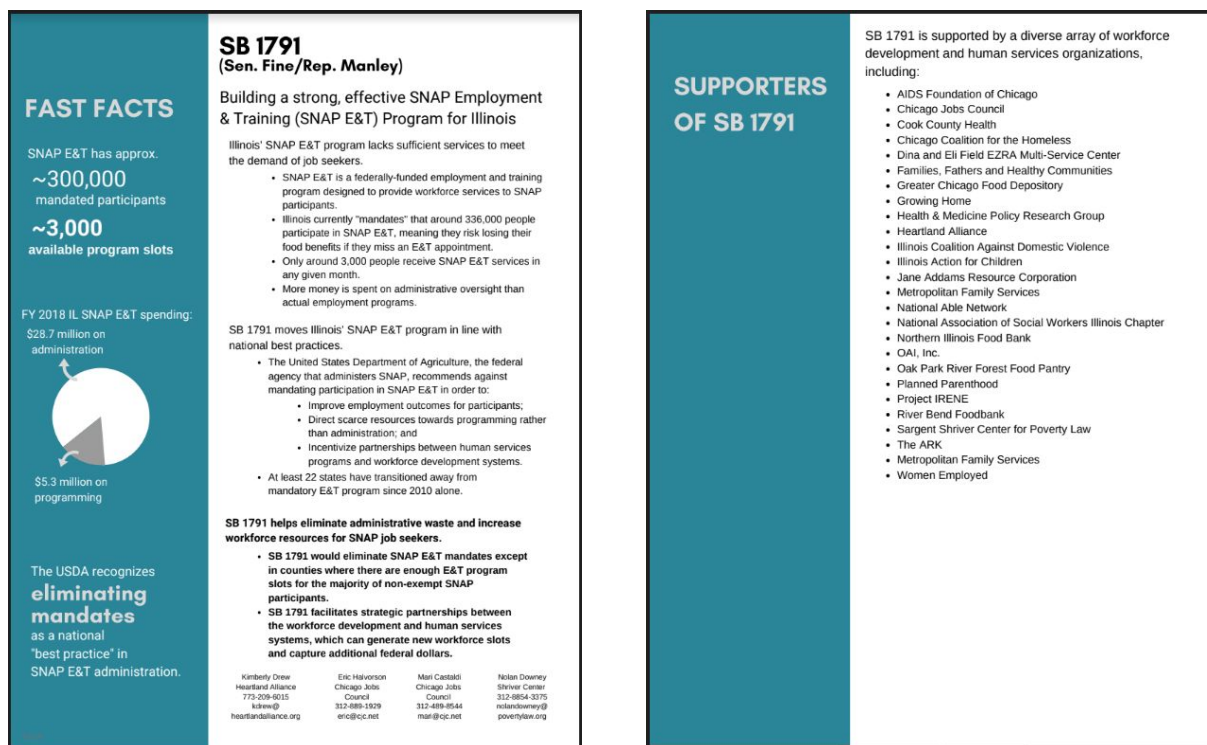 FAST FACTS
SNAP E&T has approx.
~300,000
mandated participants
~3,000
available program slots
FY 2018 IL SNAP E&T spending:
$28.7 million on
administration
$5.3 million on
programming
The USDA recognizes
eliminating
mandates
as a national
"best practice" in
SNAP E&T administration.
SB 1791
(Sen. Fine/Rep. Manley)
Building a strong, effective SNAP Employment
& Training (SNAP E&T) Program for Illinois
Illinois' SNAP E&T program lacks sufficient services to meet
the demand of job seekers.
• SNAP E&T is a federally-funded employment and training
program designed to provide workforce services to SNAP
participants.
• Illinois currently "mandates" that around 336,000 people
participate in SNAP E&T, meaning they risk losing their
food benefits if they miss an E&T appointment.
• Only around 3,000 people receive SNAP E&T services in
any given month.
• More money is spent on administrative oversight than
actual employment programs.
SB 1791 moves Illinois' SNAP E&T program in line with
national best practices.
• The United States Department of Agriculture, the federal
agency that administers SNAP, recommends against
mandating participation in SNAP E&T in order to:
• Improve employment outcomes for participants;
• Direct scarce resources towards programming rather
than administration; and
• Incentivize partnerships between human services
programs and workforce development systems.
• At least 22 states have transitioned away from
mandatory E&T program since 2010 alone.
SB 1791 helps eliminate administrative waste and increase
workforce resources for SNAP job seekers.
• SB 1791 would eliminate SNAP E&T mandates except
in counties where there are enough E&T program
slots for the majority of non-exempt SNAP
participants.
• SB 1791 facilitates strategic partnerships between
the workforce development and human services
systems, which can generate new workforce slots
and capture additional federal dollars.
Kimberly Drew
Heartland Alliance
773-209-6015
kdrew@
heartlandalliance.org
Eric Halvorson
Chicago Jobs
Council
312-889-1929
eric@cjc.net
Mari Castaldi
Chicago Jobs
Council
312-489-8544
mari@cjc.net
Nolan Downey
Shriver Center
312-8854-3375
nolandowney@
povertylaw.org
SUPPORTERS
OF SB 1791
SB 1791 is supported by a diverse array of workforce
development and human services organizations,
including:
• AIDS Foundation of Chicago
• Chicago Jobs Council
• Cook County Health
• Chicago Coalition for the Homeless
• Dina and Eli Field EZRA Multi-Service Center
• Families, Fathers and Healthy Communities
• Greater Chicago Food Depository
• Growing Home
• Health & Medicine Policy Research Group
• Heartland Alliance
• Illinois Coalition Against Domestic Violence
• Illinois Action for Children
• Jane Addams Resource Corporation
• Metropolitan Family Services
• National Able Network
• National Association of Social Workers Illinois Chapter
• Northern Illinois Food Bank
• OAI, Inc.
• Oak Park River Forest Food Pantry
• Planned Parenthood
• Project IRENE
• River Bend Foodbank
• Sargent Shriver Center for Poverty Law
• The ARK
• Metropolitan Family Services
• Women Employed